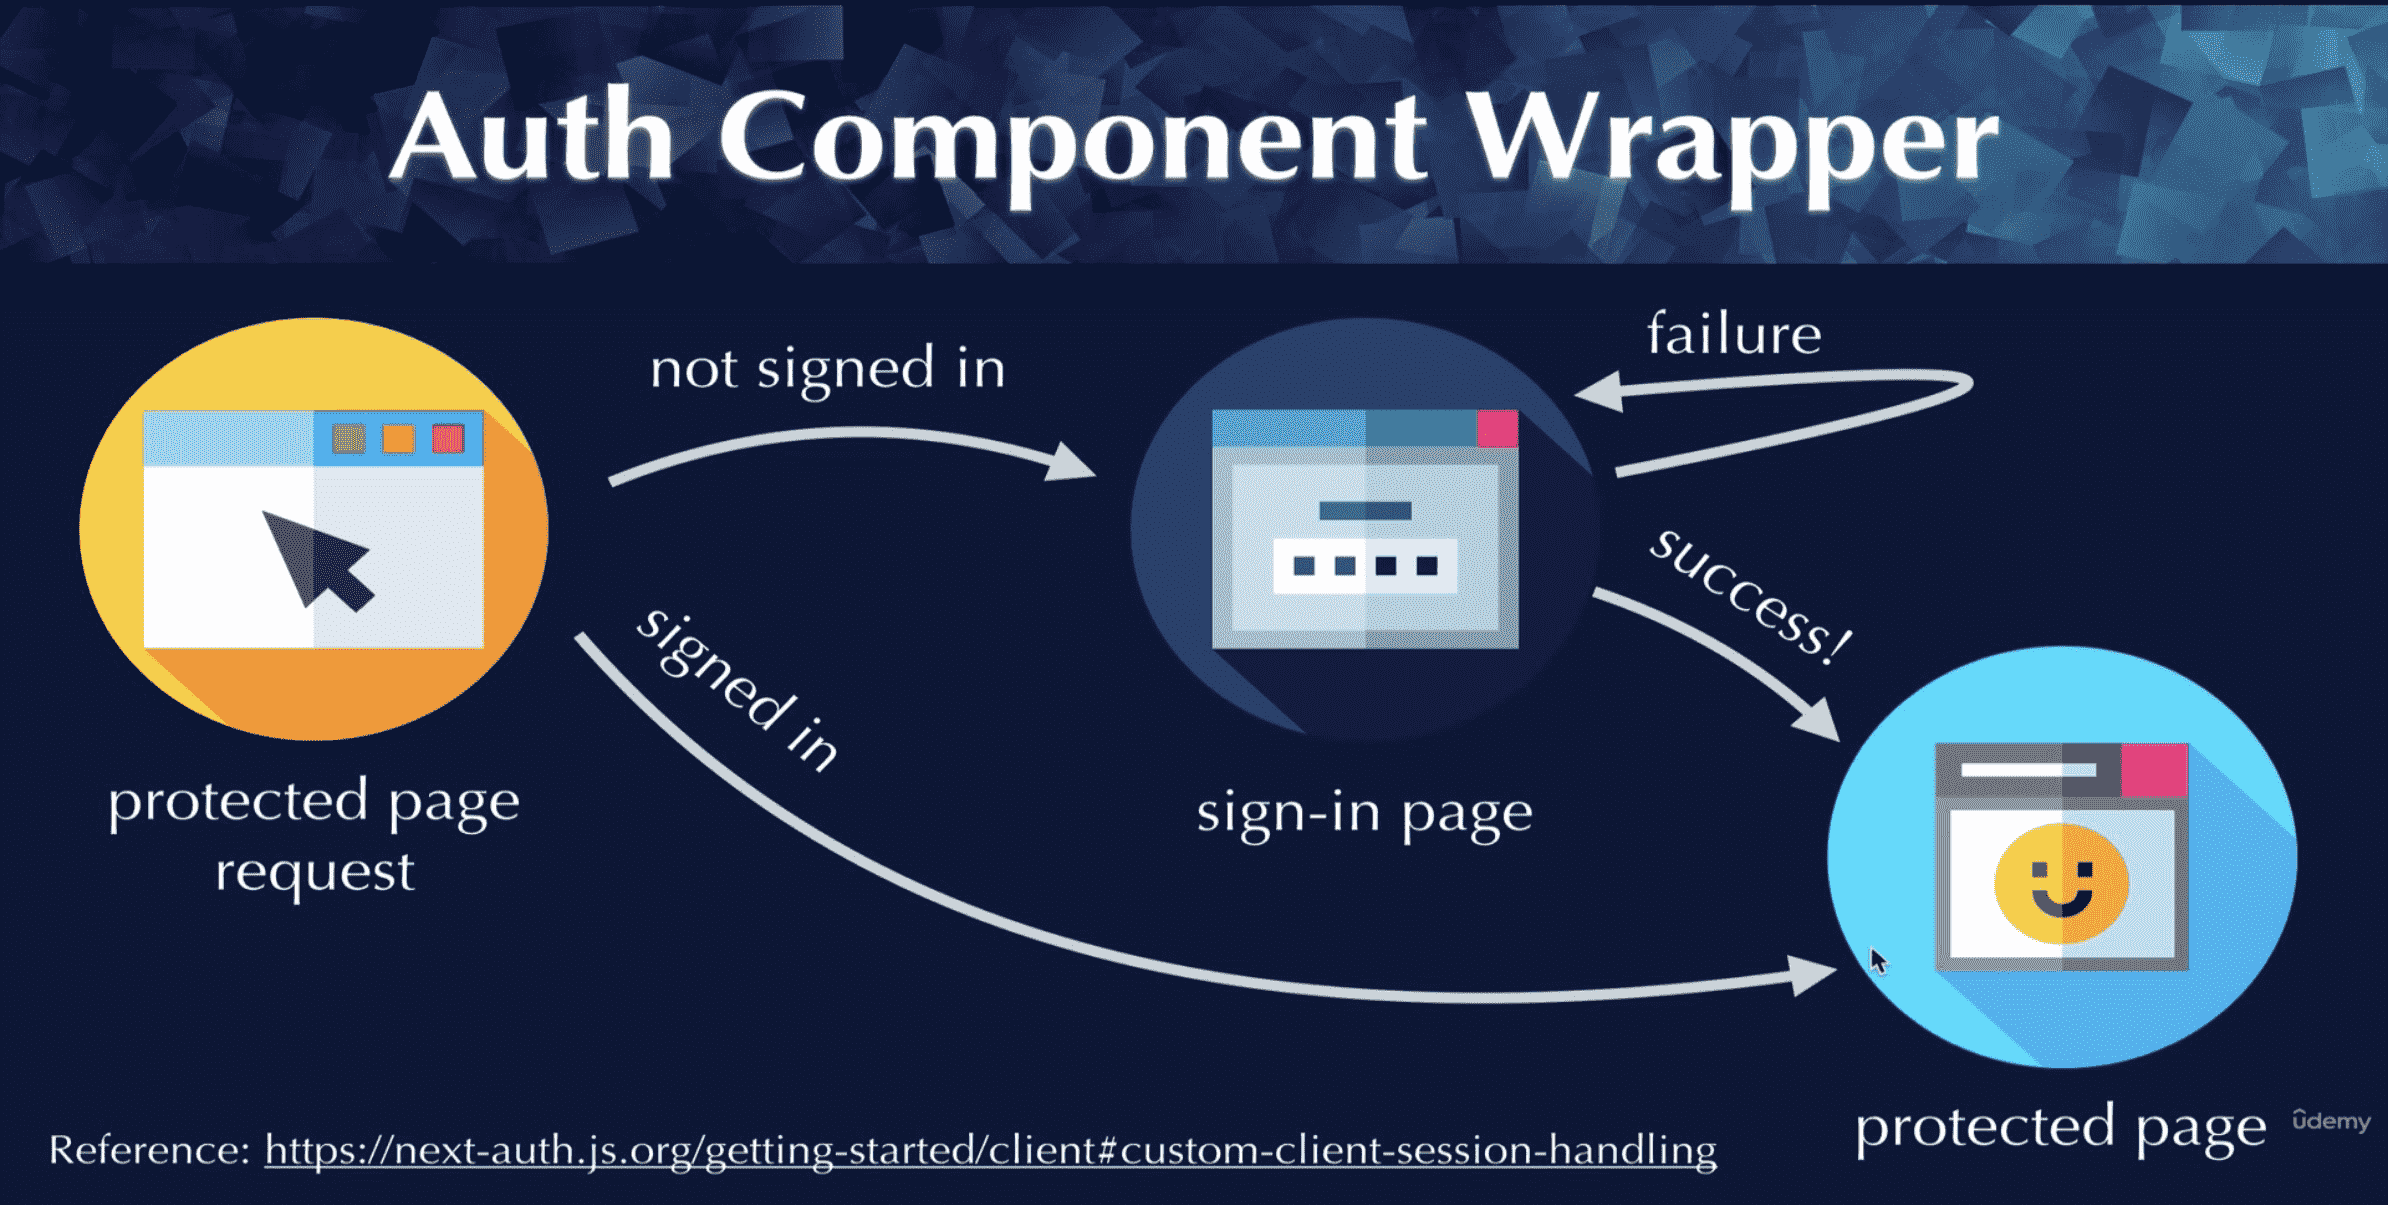 Auth Component Wrapper
not signed in
failure
success!
signed in
protected page
request
sign-in page
protected page
Reference: https://next-auth.js.org/getting-started/client#custom-client-session-handling
ûdemy